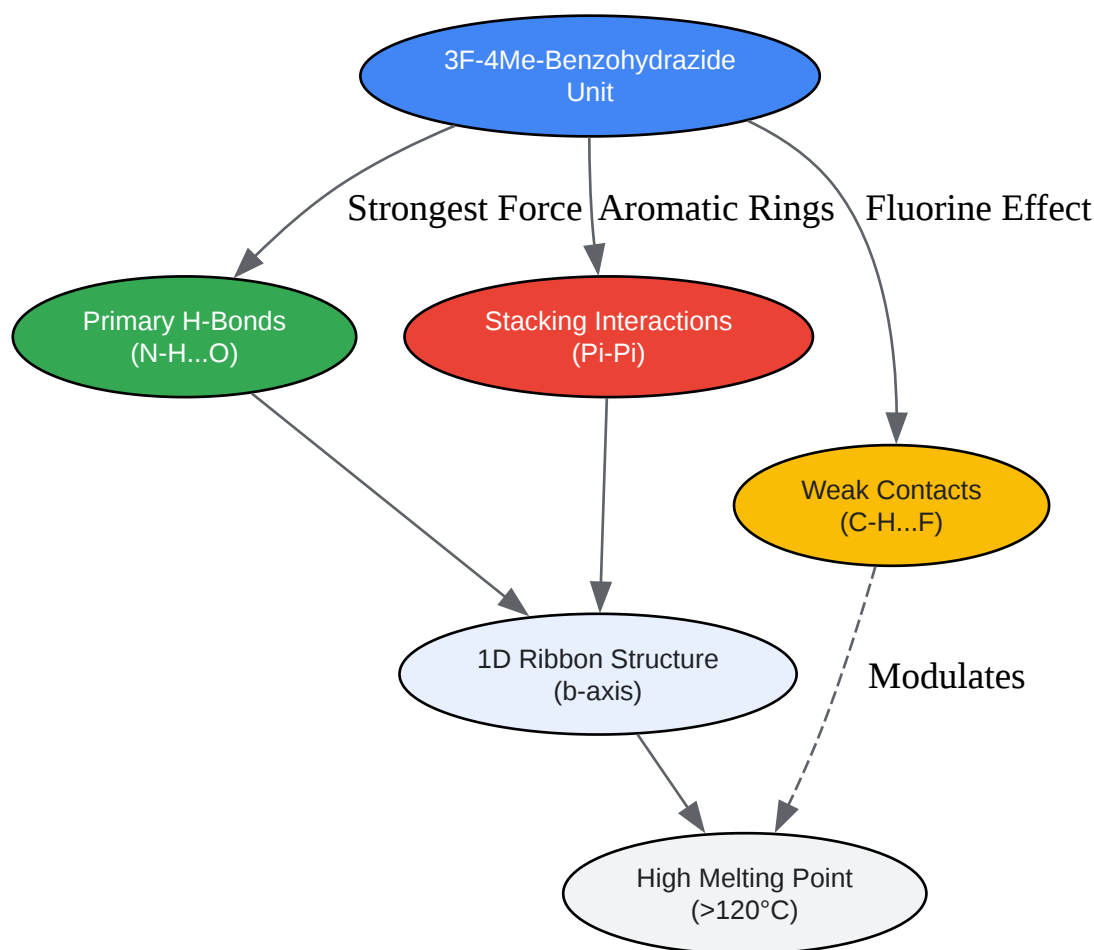 3F-4Me-Benzohydrazide
Unit
Strongest Force
Aromatic Rings
Fluorine Effect
Primary H-Bonds
(N-H...O)
Stacking Interactions
(Pi-Pi)
Weak Contacts
(C-H...F)
1D Ribbon Structure
(b-axis)
Modulates
High Melting Point
(>120°C)